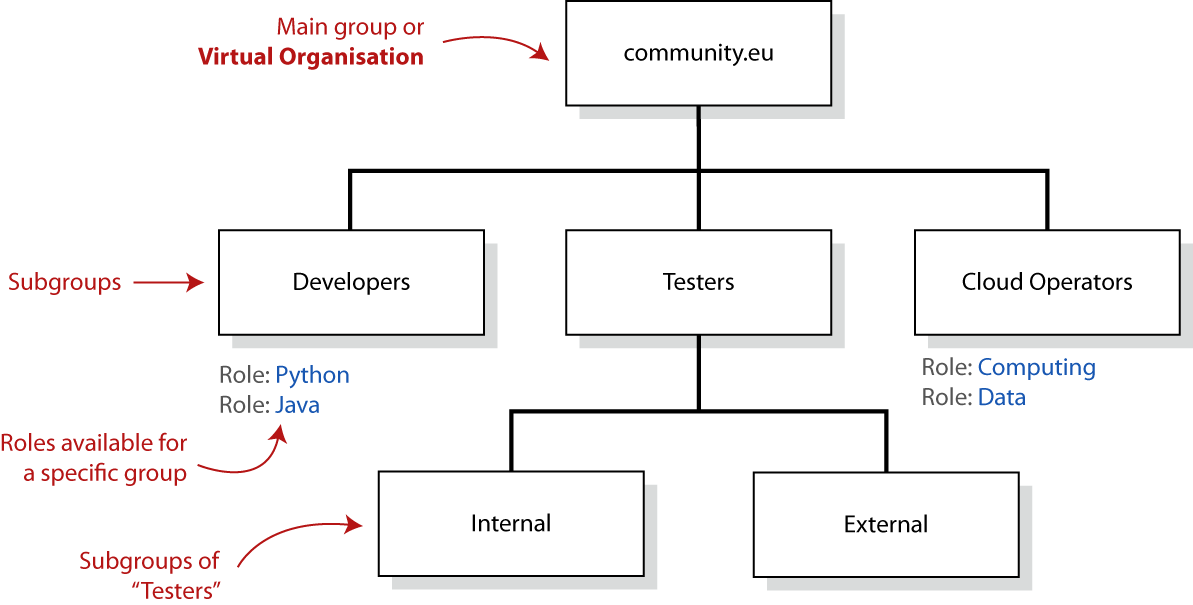 Main group or
Virtual Organisation
community.eu
Subgroups
Developers
Testers
Cloud Operators
Role: Python
Role: Java
Role: Computing
Role: Data
Roles available for
a specific group
Internal
External
Subgroups of
“Testers”